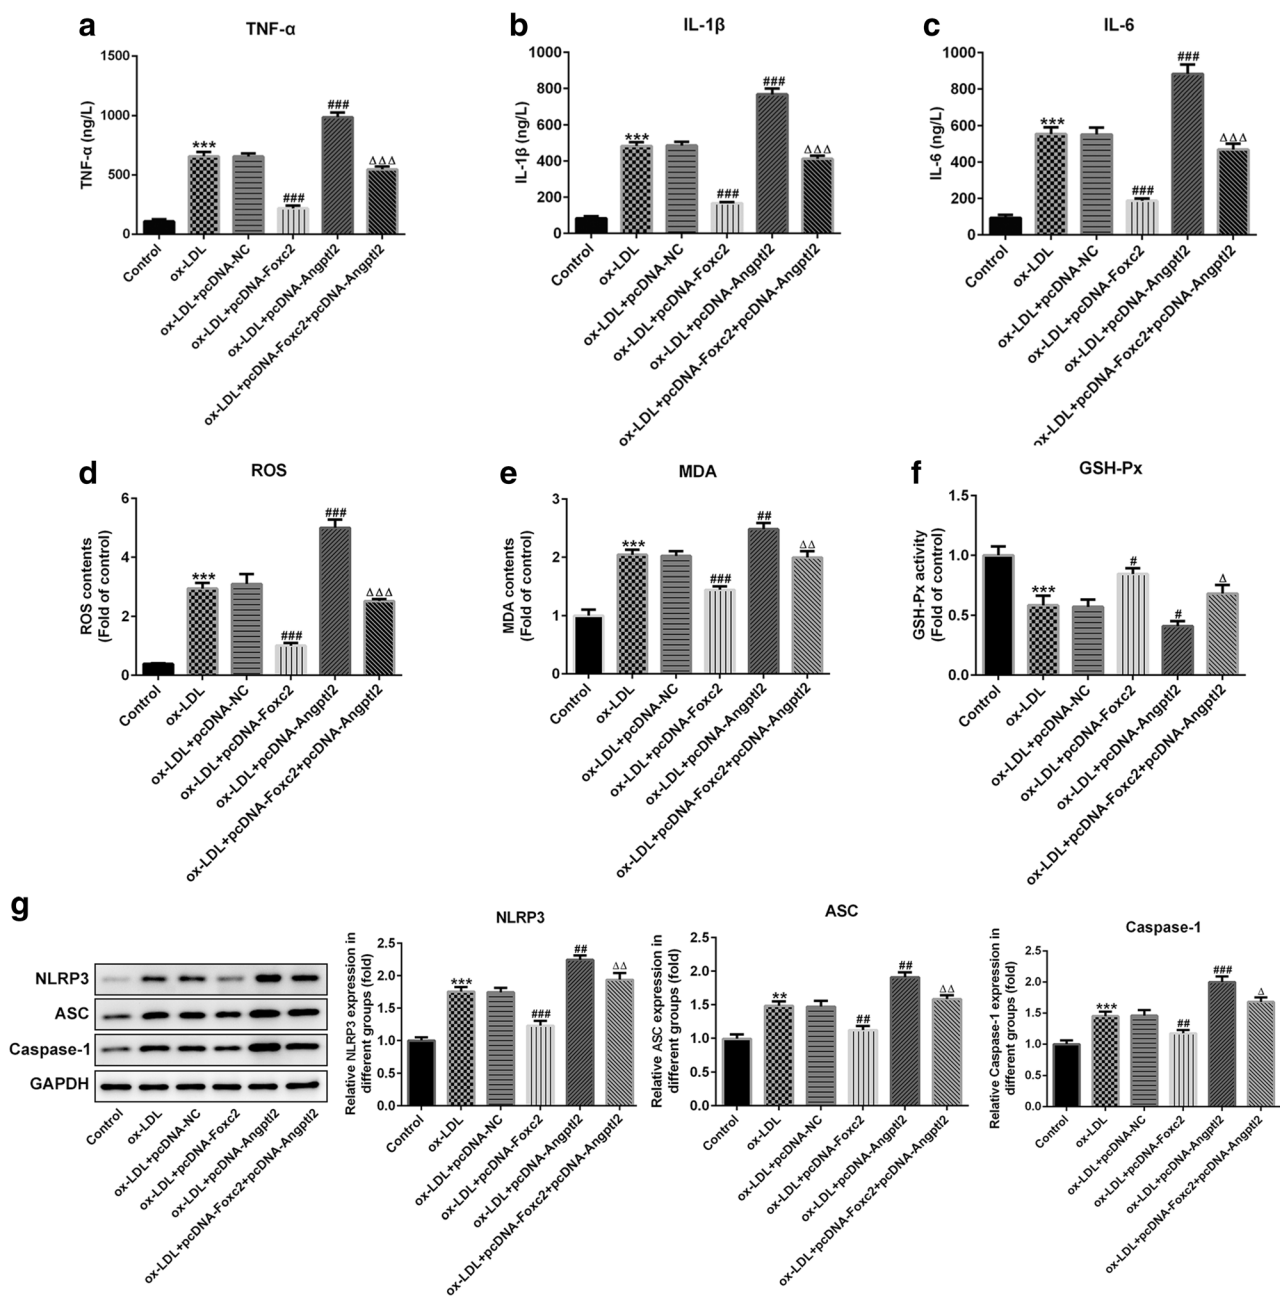 a
TNF-α
TNF-α (ng/L)
1500
1000
500
0
***
###
###
ΔΔΔ
Control
ox-LDL
ox-LDL+pcDNA-NC
ox-LDL+pcDNA-Foxc2
ox-LDL+pcDNA-Angptl2
ox-LDL+pcDNA-Foxc2+pcDNA-Angptl2
b
IL-1β
IL-1β (ng/L)
1000
800
600
400
200
0
***
###
###
ΔΔΔ
Control
ox-LDL
ox-LDL+pcDNA-NC
ox-LDL+pcDNA-Foxc2
ox-LDL+pcDNA-Angptl2
ox-LDL+pcDNA-Foxc2+pcDNA-Angptl2
c
IL-6
IL-6 (ng/L)
1000
800
600
400
200
0
***
###
###
ΔΔΔ
Control
ox-LDL
ox-LDL+pcDNA-NC
ox-LDL+pcDNA-Foxc2
ox-LDL+pcDNA-Angptl2
ox-LDL+pcDNA-Foxc2+pcDNA-Angptl2
d
ROS
ROS contents
(Fold of control)
6
4
2
0
***
###
###
ΔΔΔ
Control
ox-LDL
ox-LDL+pcDNA-NC
ox-LDL+pcDNA-Foxc2
ox-LDL+pcDNA-Angptl2
ox-LDL+pcDNA-Foxc2+pcDNA-Angptl2
e
MDA
MDA contents
(Fold of control)
3
2
1
0
***
###
##
ΔΔ
Control
ox-LDL
ox-LDL+pcDNA-NC
ox-LDL+pcDNA-Foxc2
ox-LDL+pcDNA-Angptl2
ox-LDL+pcDNA-Foxc2+pcDNA-Angptl2
f
GSH-Px
GSH-Px activity
(Fold of control)
1.5
1.0
0.5
0.0
***
#
#
Δ
Control
ox-LDL
ox-LDL+pcDNA-NC
ox-LDL+pcDNA-Foxc2
ox-LDL+pcDNA-Angptl2
ox-LDL+pcDNA-Foxc2+pcDNA-Angptl2
g
NLRP3
ASC
Caspase-1
GAPDH
Control
ox-LDL
ox-LDL+pcDNA-NC
ox-LDL+pcDNA-Foxc2
ox-LDL+pcDNA-Angptl2
ox-LDL+pcDNA-Foxc2+pcDNA-Angptl2
NLRP3
Relative NLRP3 expression in
different groups (fold)
2.5
2.0
1.5
1.0
0.5
0.0
***
###
##
ΔΔ
Control
ox-LDL
ox-LDL+pcDNA-NC
ox-LDL+pcDNA-Foxc2
ox-LDL+pcDNA-Angptl2
ox-LDL+pcDNA-Foxc2+pcDNA-Angptl2
ASC
Relative ASC expression in
different groups (fold)
2.5
2.0
1.5
1.0
0.5
0.0
**
##
##
ΔΔ
Control
ox-LDL
ox-LDL+pcDNA-NC
ox-LDL+pcDNA-Foxc2
ox-LDL+pcDNA-Angptl2
ox-LDL+pcDNA-Foxc2+pcDNA-Angptl2
Caspase-1
Relative Caspase-1 expression in
different groups (fold)
2.5
2.0
1.5
1.0
0.5
0.0
***
##
###
Δ
Control
ox-LDL
ox-LDL+pcDNA-NC
ox-LDL+pcDNA-Foxc2
ox-LDL+pcDNA-Angptl2
ox-LDL+pcDNA-Foxc2+pcDNA-Angptl2